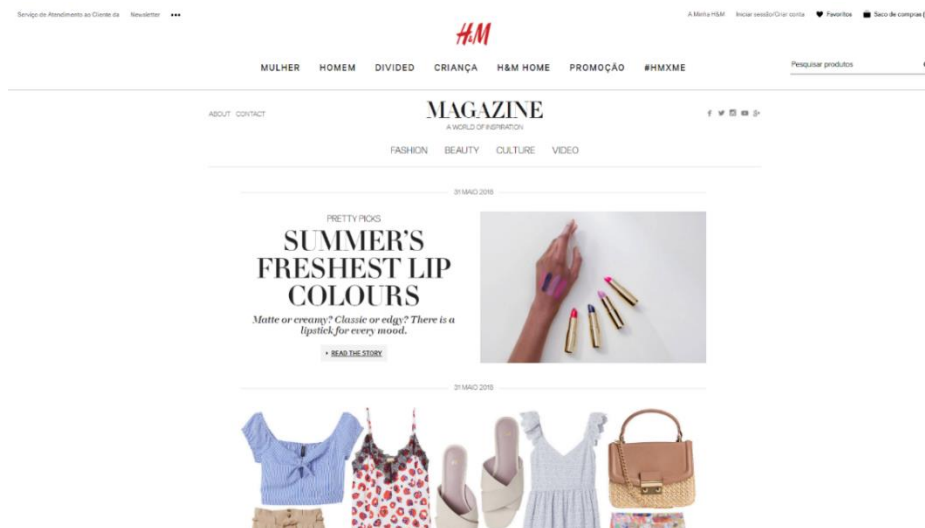 Serviço de Atendimento ao Cliente da Newsletter •••
A Minha H&M Iniciar sessão/Criar conta Favoritos Saco de compras (
H&M
MULHER HOMEM DIVIDED CRIANÇA H&M HOME PROMOÇÃO #HMXME
Pesquisar produtos
ABOUT CONTACT
MAGAZINE
A WORLD OF INSPIRATION
FASHION BEAUTY CULTURE VIDEO
31 MAIO 2018
PRETTY PICKS
SUMMER'S
FRESHEST LIP
COLOURS
Matte or creamy? Classic or edgy? There is a
lipstick for every mood.
READ THE STORY
31 MAIO 2018